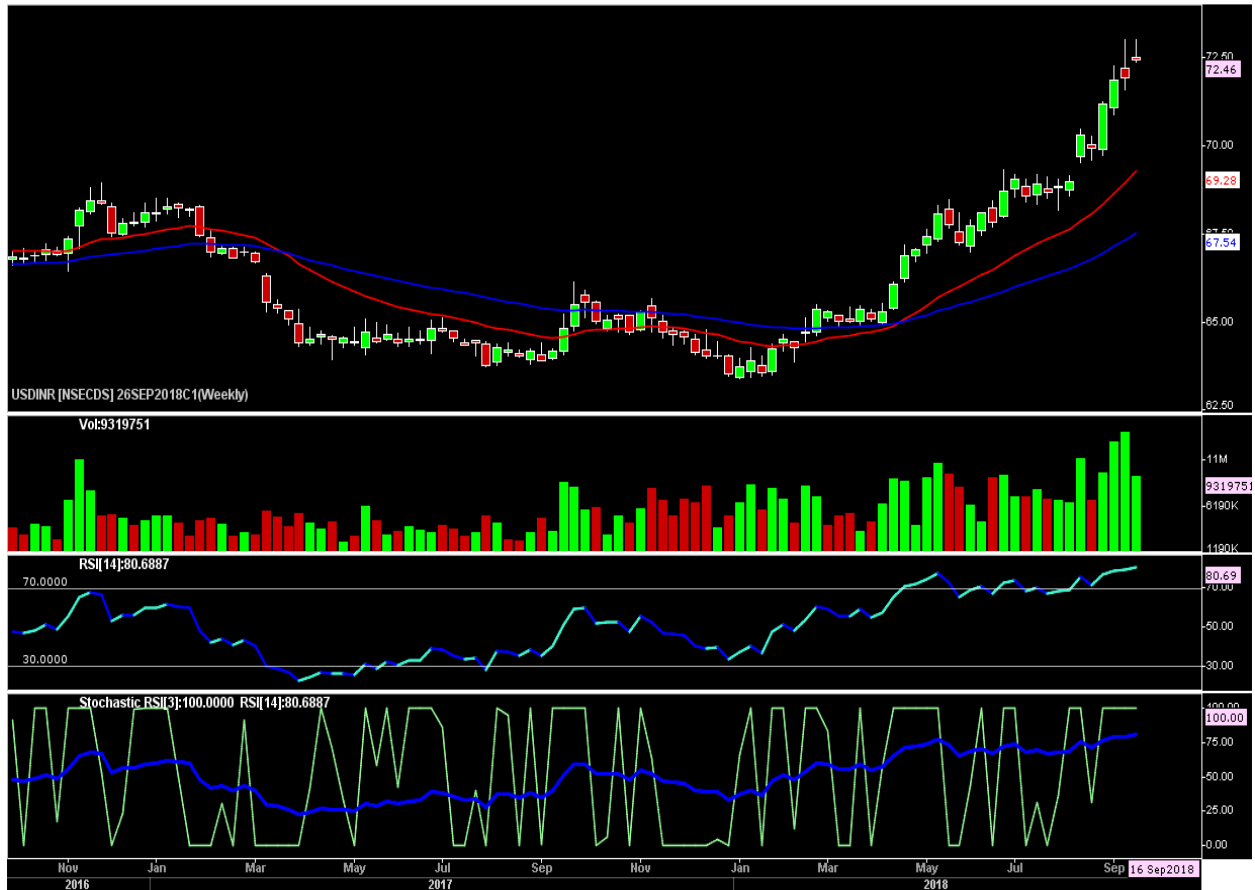 72.50
72.46
70.00
69.28
67.50
67.54
65.00
USDINR [NSECDS] 26SEP2018C1(Weekly)
62.50
Vol:9319751
11M
9319751
6190K
1190K
RSI[14]:80.6887
80.69
70.0000
70.00
50.00
30.0000
30.00
Stochastic RSI[3]:100.0000 RSI[14]:80.6887
100.00
100.00
75.00
50.00
25.00
0.00
Nov Jan Mar May Jul Sep Nov Jan Mar May Jul Sep 16 Sep2018
2016 2017 2018